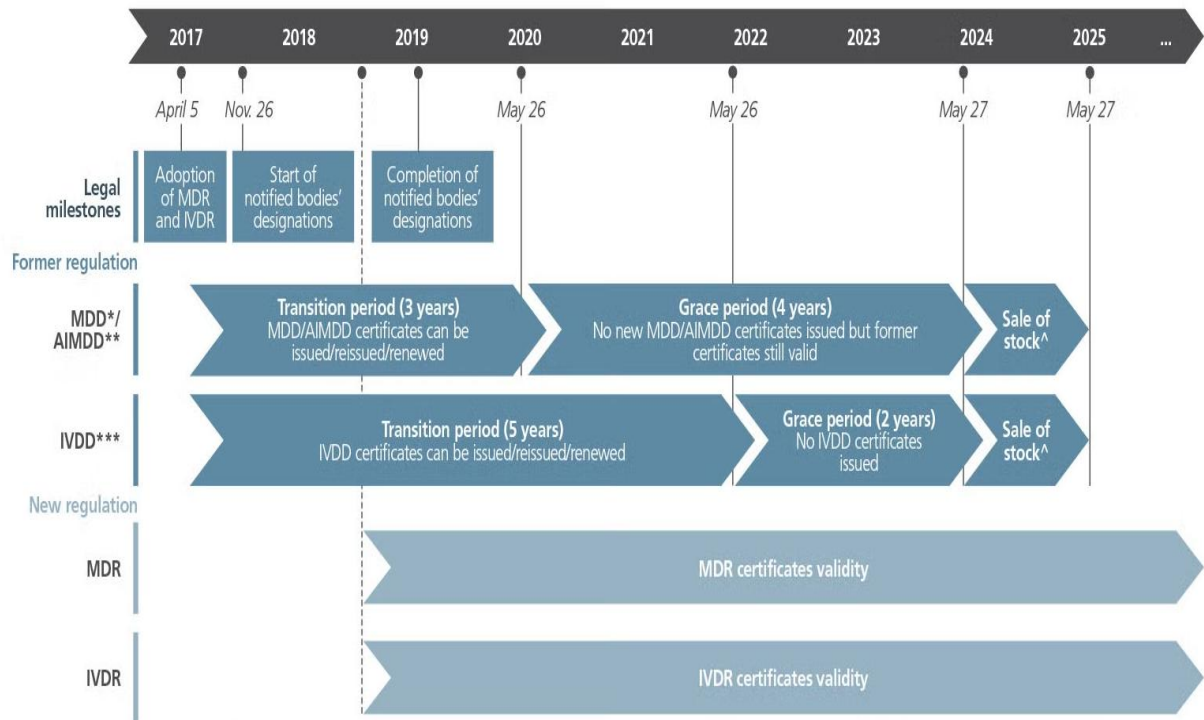 2017 2018 2019 2020 2021 2022 2023 2024 2025 ...
April 5 Nov. 26 May 26 May 26 May 27 May 27
Legal
milestones
Adoption
of MDR
and IVDR
Start of
notified bodies’
designations
Completion of
notified bodies’
designations
Former regulation
MDD*/
AIMDD**
Transition period (3 years)
MDD/AIMDD certificates can be
issued/reissued/renewed
Grace period (4 years)
No new MDD/AIMDD certificates issued but former
certificates still valid
Sale of
stock^
IVDD***
Transition period (5 years)
IVDD certificates can be issued/reissued/renewed
Grace period (2 years)
No IVDD certificates
issued
Sale of
stock^
New regulation
MDR
MDR certificates validity
IVDR
IVDR certificates validity